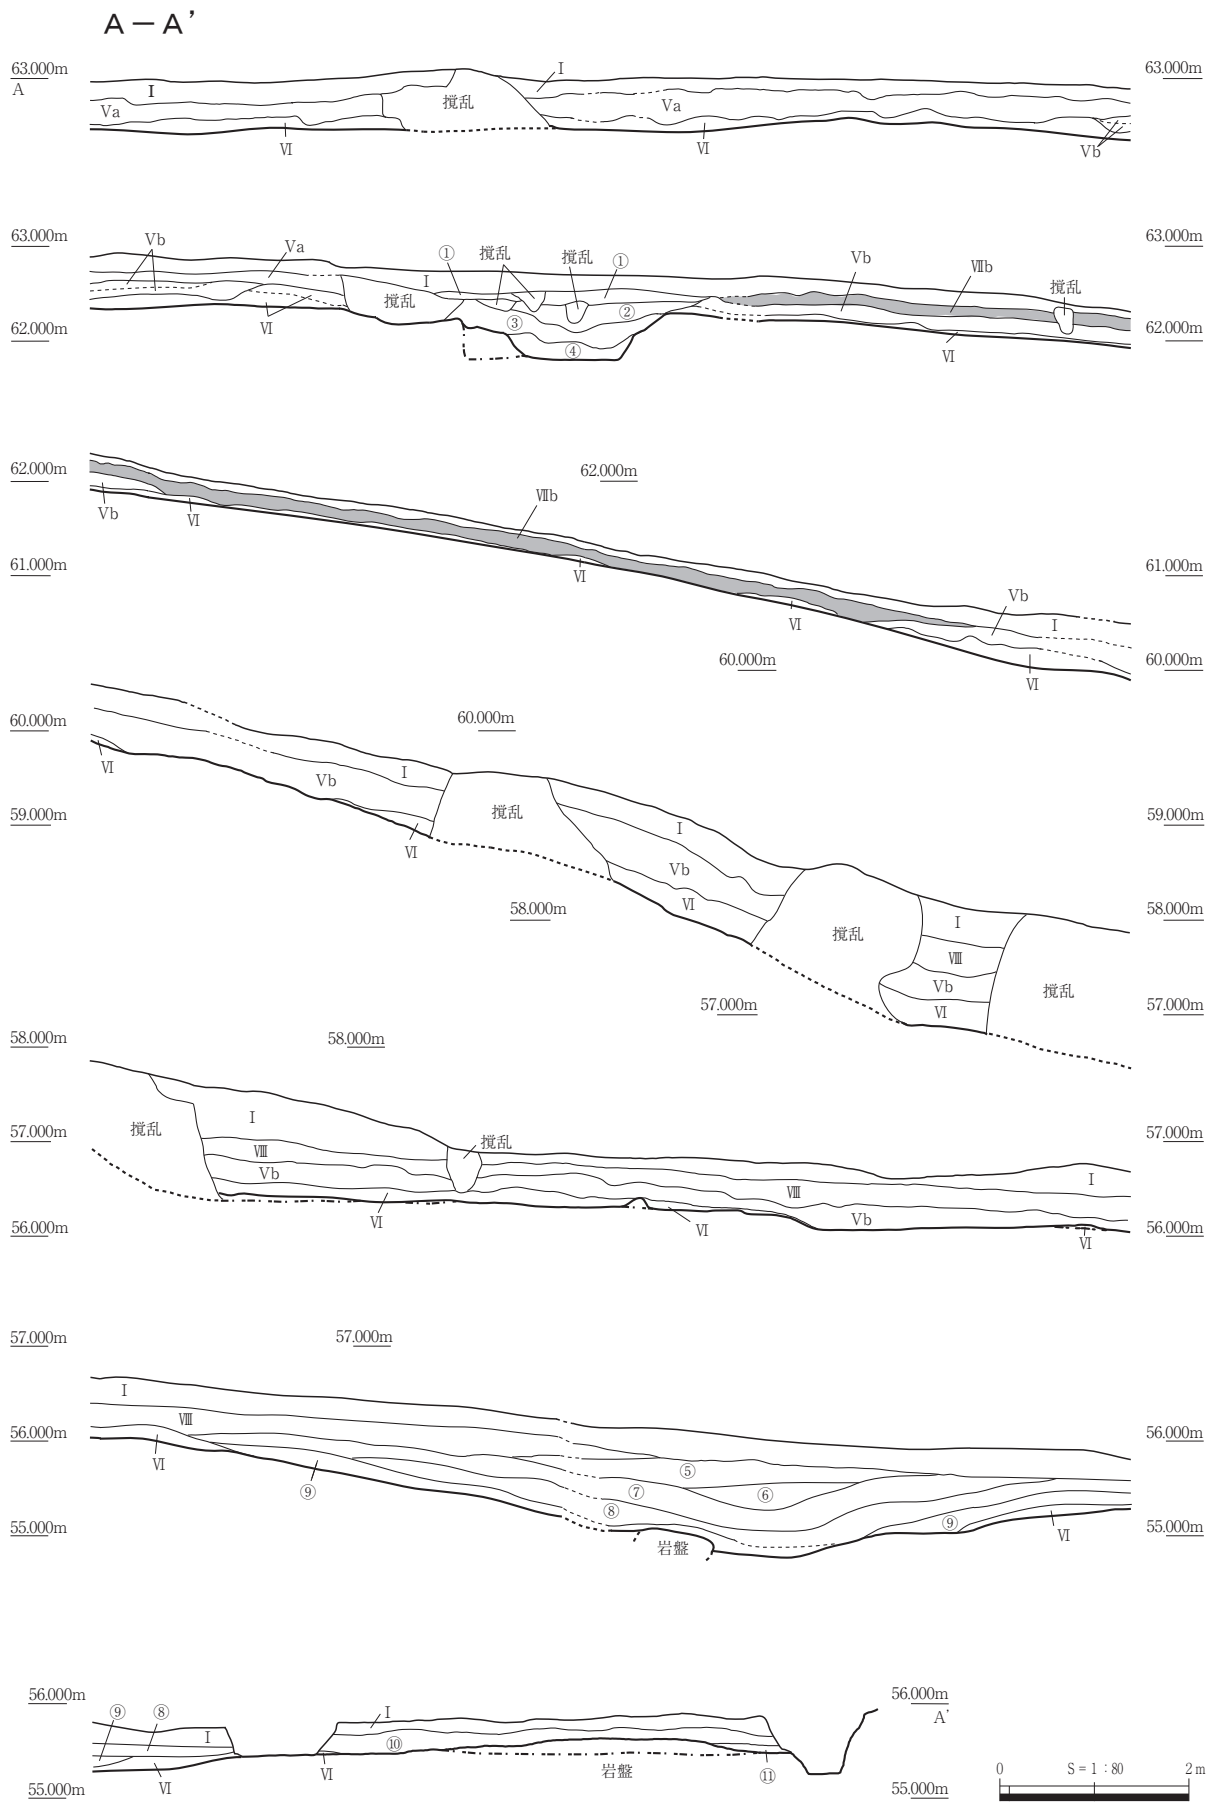 A－A’
63.000m
A
Ⅰ
Ⅰ
63.000m
Ⅴa
撹乱
Ⅴa
Ⅵ
Ⅵ
Ⅴb
63.000m
63.000m
Ⅴb
Ⅴa
①
撹乱
撹乱
①
Ⅴb
Ⅶb
撹乱
Ⅰ
撹乱
②
③
④
Ⅵ
Ⅵ
62.000m
62.000m
62.000m
62.000m
Ⅶb
Ⅴb
Ⅵ
61.000m
61.000m
Ⅵ
Ⅴb
Ⅰ
Ⅵ
60.000m
60.000m
Ⅵ
60.000m
60.000m
Ⅵ
Ⅴb
Ⅰ
撹乱
59.000m
59.000m
Ⅵ
Ⅰ
Ⅴb
Ⅵ
58.000m
58.000m
撹乱
Ⅰ
Ⅷ
Ⅴb
Ⅵ
撹乱
57.000m
57.000m
58.000m
58.000m
Ⅰ
57.000m
撹乱
撹乱
57.000m
Ⅷ
Ⅴb
Ⅰ
Ⅷ
Ⅵ
Ⅵ
Ⅴb
Ⅵ
56.000m
56.000m
57.000m
57.000m
Ⅰ
Ⅷ
56.000m
56.000m
Ⅵ
⑤
⑨
⑦
⑥
⑧
⑨
Ⅵ
55.000m
岩盤
55.000m
56.000m
56.000m
A’
⑨
⑧
Ⅰ
Ⅰ
⑩
Ⅵ
Ⅵ
岩盤
⑪
55.000m
55.000m
0
S＝1：80
2m